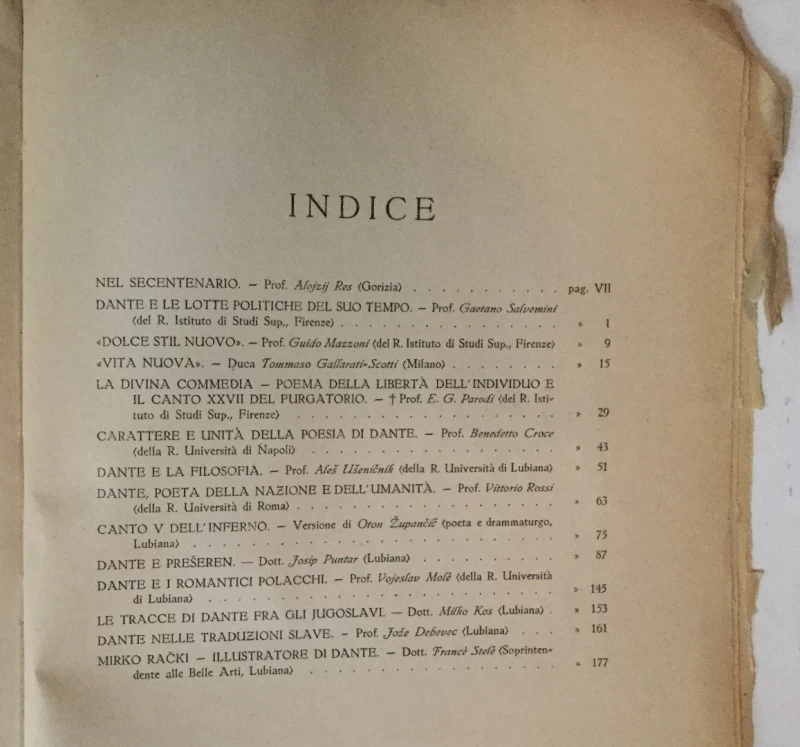 INDICE
NEL SECENTENARIO. — Prof. Alojzij Res (Gorizia) . . . . . . . . . . . pag. VII
DANTE E LE LOTTE POLITICHE DEL SUO TEMPO. — Prof. Gaetano Salvemini
(del R. Istituto di Studi Sup., Firenze) . . . . . . . . . . . . . . . . » 1
«DOLCE STIL NUOVO». — Prof. Guido Mazzoni (del R. Istituto di Studi Sup., Firenze) » 9
«VITA NUOVA». — Duca Tommaso Gallarati-Scotti (Milano) . . . . . . . . » 15
LA DIVINA COMMEDIA — POEMA DELLA LIBERTÀ DELL'INDIVIDUO E
IL CANTO XXVII DEL PURGATORIO. — † Prof. E. G. Parodi (del R. Isti-
tuto di Studi Sup., Firenze) . . . . . . . . . . . . . . . . . . » 29
CARATTERE E UNITÀ DELLA POESIA DI DANTE. — Prof. Benedetto Croce
(della R. Università di Napoli) . . . . . . . . . . . . . . . . . » 43
DANTE E LA FILOSOFIA. — Prof. Aleš Ušeničnik (della R. Università di Lubiana) » 51
DANTE, POETA DELLA NAZIONE E DELL'UMANITÀ. — Prof. Vittorio Rossi
(della R. Università di Roma) . . . . . . . . . . . . . . . . . . » 63
CANTO V DELL'INFERNO. — Versione di Oton Župančič (poeta e drammaturgo,
Lubiana) . . . . . . . . . . . . . . . . . . . . . . » 75
DANTE E PREŠEREN. — Dott. Josip Puntar (Lubiana) . . . . . . . . . . » 87
DANTE E I ROMANTICI POLACCHI. — Prof. Vojeslav Molè (della R. Università
di Lubiana) . . . . . . . . . . . . . . . . . . . . . » 145
LE TRACCE DI DANTE FRA GLI JUGOSLAVI. — Dott. Milko Kos (Lubiana) . » 153
DANTE NELLE TRADUZIONI SLAVE. — Prof. Jože Debevec (Lubiana) . . . » 161
MIRKO RAČKI — ILLUSTRATORE DI DANTE. — Dott. Francè Stelè (Soprinten-
dente alle Belle Arti, Lubiana) . . . . . . . . . . . . . . . . . » 177